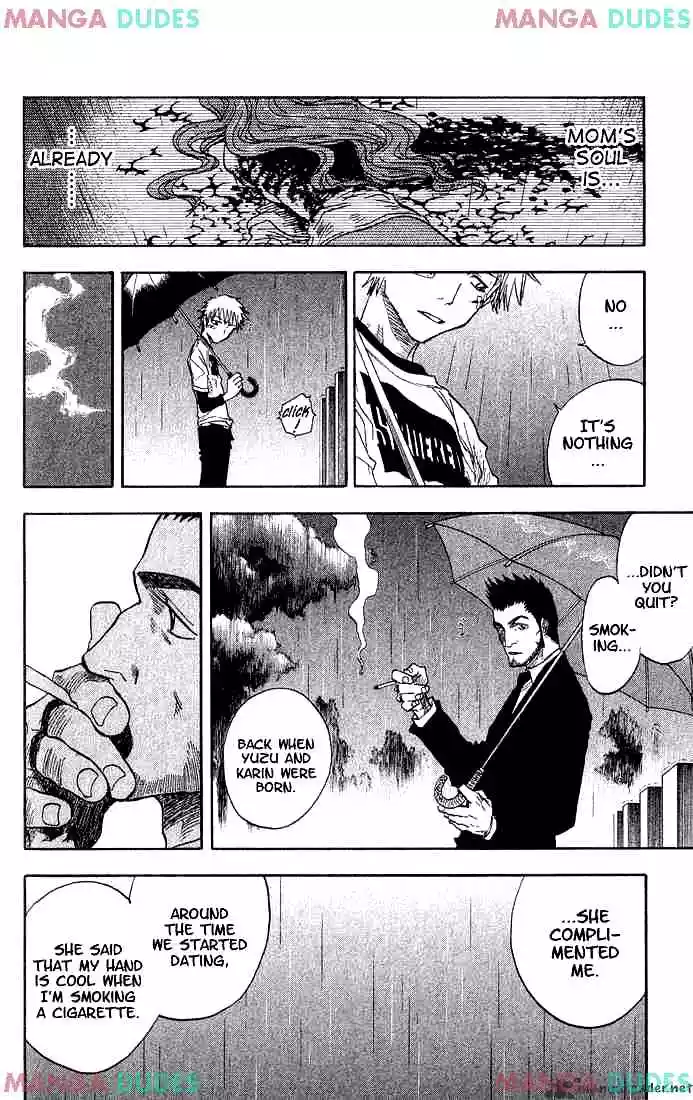 MANGA DUDES
MANGA DUDES
MOM'S
SOUL
IS...
ALREADY
NO
...
IT'S
NOTHING
...
CLICK
!
...DIDN'T
YOU
QUIT?
SMOK-
ING...
BACK WHEN
YUZU AND
KARIN WERE
BORN.
...SHE
COMPLI-
MENTED
ME.
AROUND
THE TIME
WE STARTED
DATING,
SHE SAID
THAT MY HAND
IS COOL WHEN
I'M SMOKING
A CIGARETTE.
MANGA DUDES
MANGA DUDES